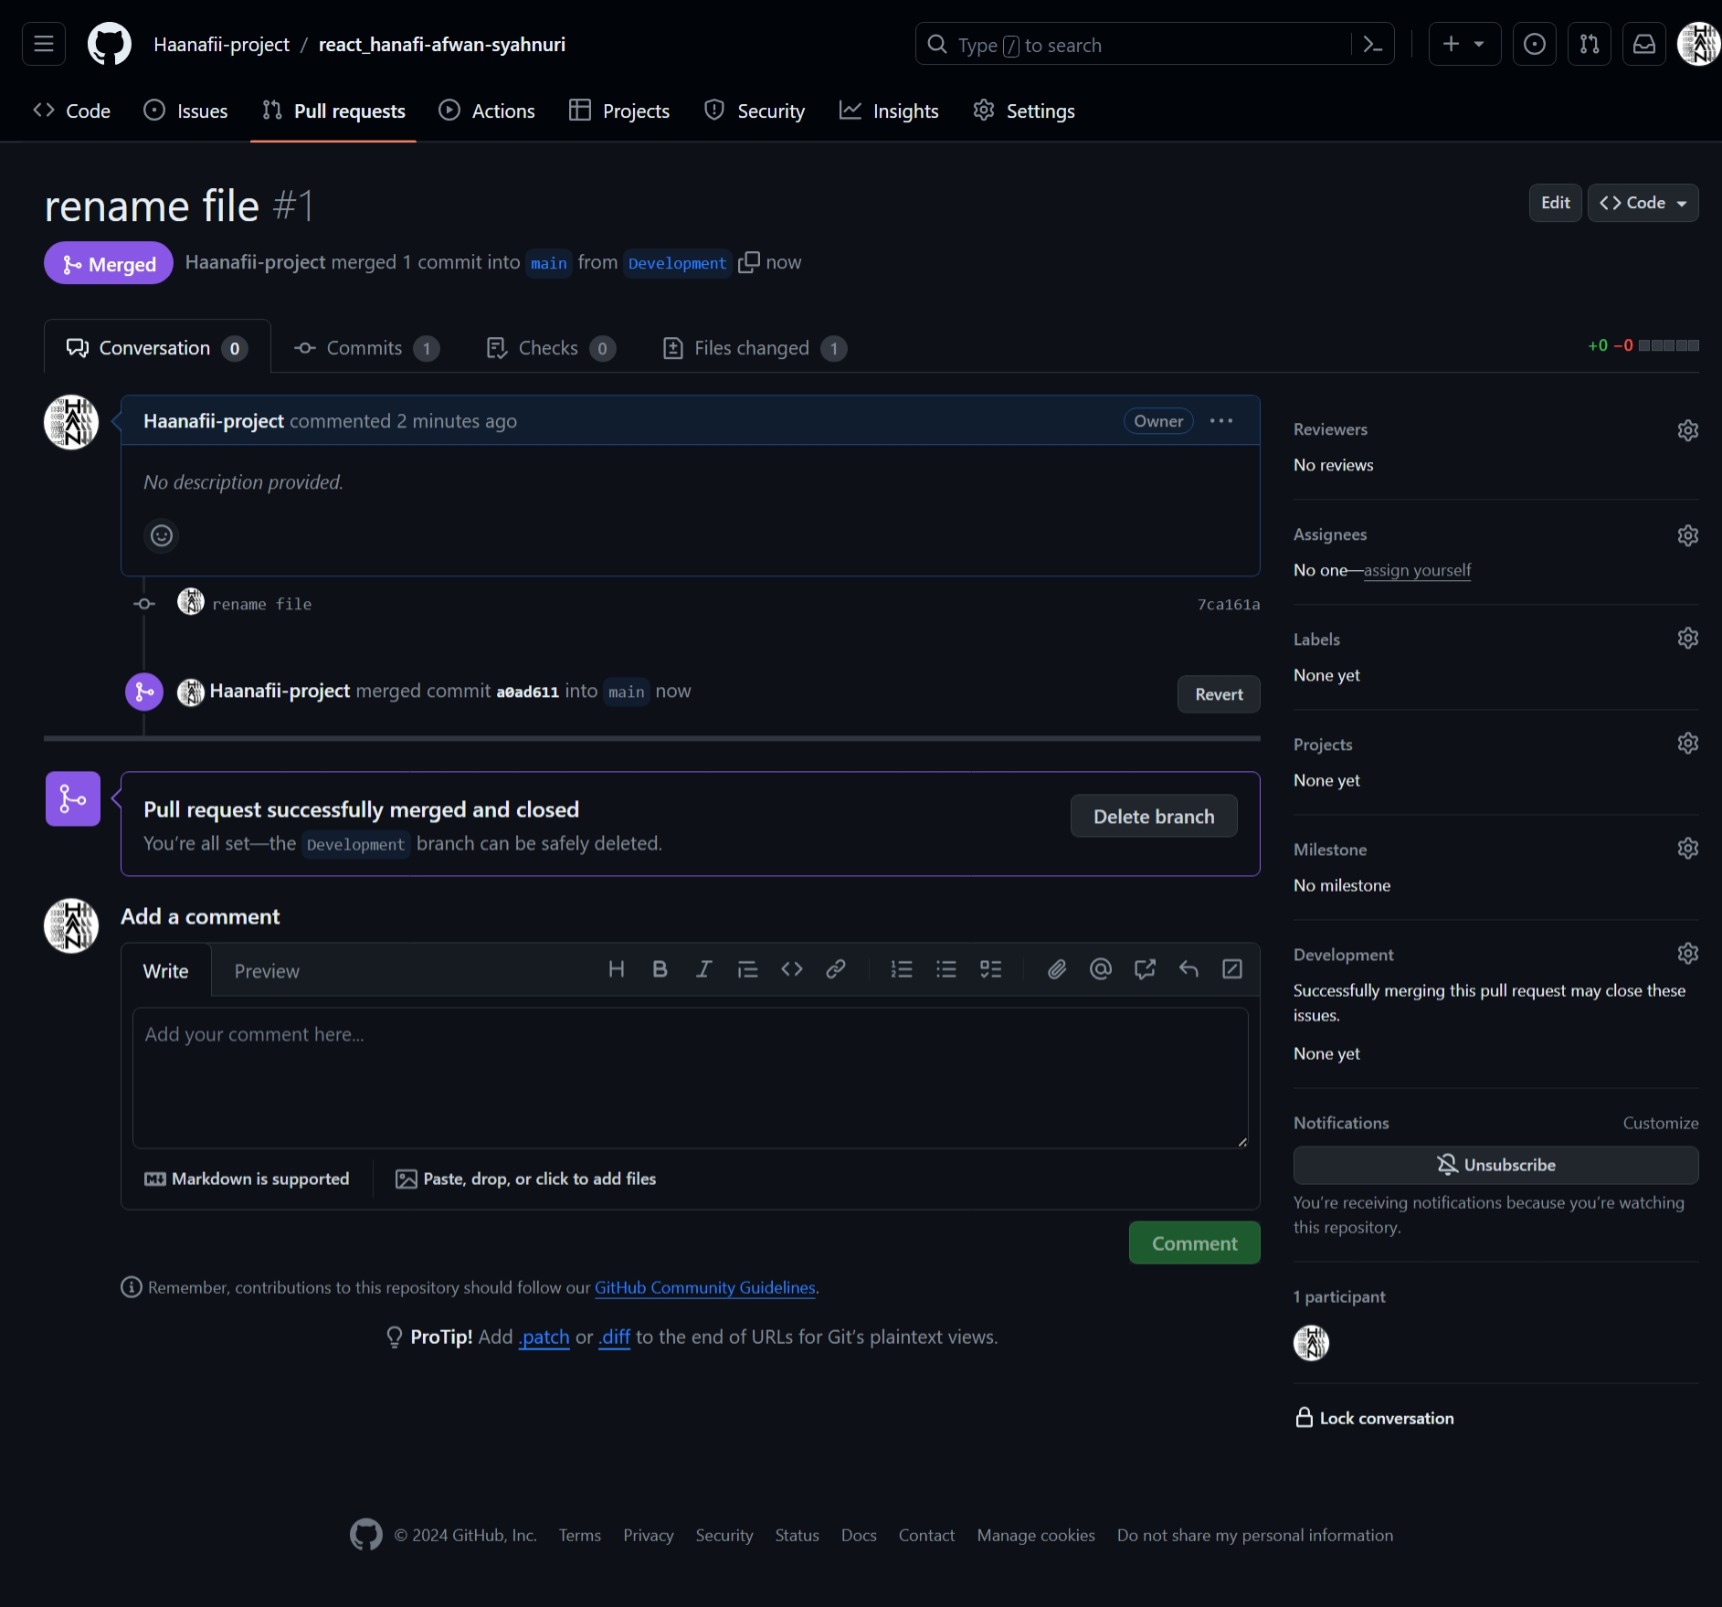 Haanafii-project / react_hanafi-afwan-syahnuri
Type / to search
Code
Issues
Pull requests
Actions
Projects
Security
Insights
Settings
rename file #1
Edit
Code
Merged
Haanafii-project merged 1 commit into main from Development now
Conversation 0
Commits 1
Checks 0
Files changed 1
+0 −0
Haanafii-project commented 2 minutes ago
Owner
No description provided.
rename file
7ca161a
Haanafii-project merged commit a0ad611 into main now
Revert
Pull request successfully merged and closed
You're all set—the Development branch can be safely deleted.
Delete branch
Add a comment
Write
Preview
Add your comment here...
Markdown is supported
Paste, drop, or click to add files
Comment
Remember, contributions to this repository should follow our GitHub Community Guidelines.
ProTip! Add .patch or .diff to the end of URLs for Git's plaintext views.
Reviewers
No reviews
Assignees
No one—assign yourself
Labels
None yet
Projects
None yet
Milestone
No milestone
Development
Successfully merging this pull request may close these
issues.
None yet
Notifications
Customize
Unsubscribe
You're receiving notifications because you're watching
this repository.
1 participant
Lock conversation
© 2024 GitHub, Inc.
Terms
Privacy
Security
Status
Docs
Contact
Manage cookies
Do not share my personal information